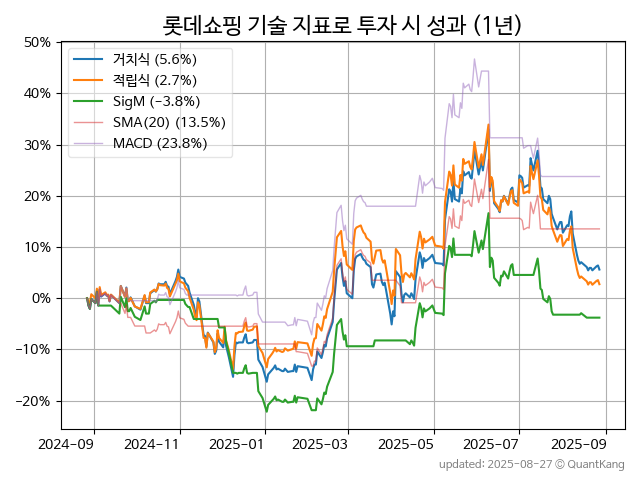 롯데쇼핑 기술 지표로 투자 시 성과 (1년)
50%
40%
30%
20%
10%
0%
−10%
−20%
거치식 (5.6%)
적립식 (2.7%)
SigM (−3.8%)
SMA(20) (13.5%)
MACD (23.8%)
2024-09 2024-11 2025-01 2025-03 2025-05 2025-07 2025-09
updated: 2025-08-27 © QuantKang